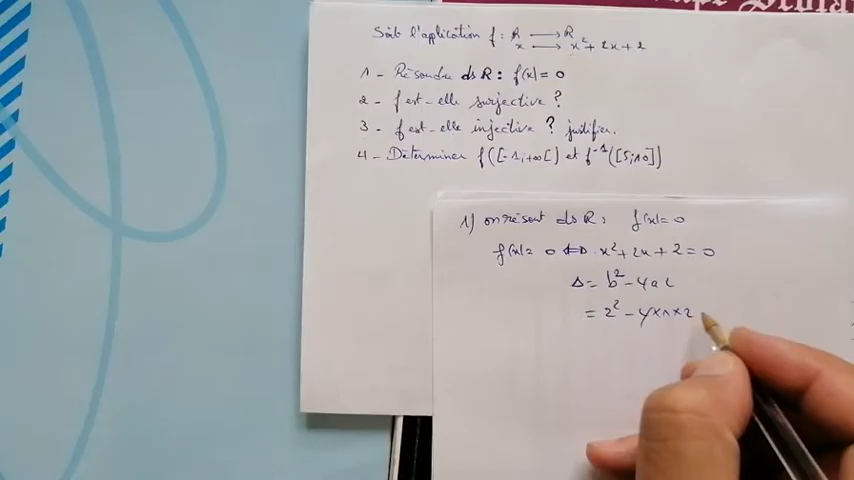 Soit l'application f : R → R
x → x² + 2x + 2
1 - Résoudre ds R : f(x) = 0
2 - f est-elle surjective ?
3 - f est-elle injective ? justifier.
4 - Déterminer f([-1, +∞[) et f⁻¹([5, 10])
1) on résout ds R : f(x) = 0
f(x) = 0 ⇔ x² + 2x + 2 = 0
Δ = b² - 4ac
= 2² - 4×1×2